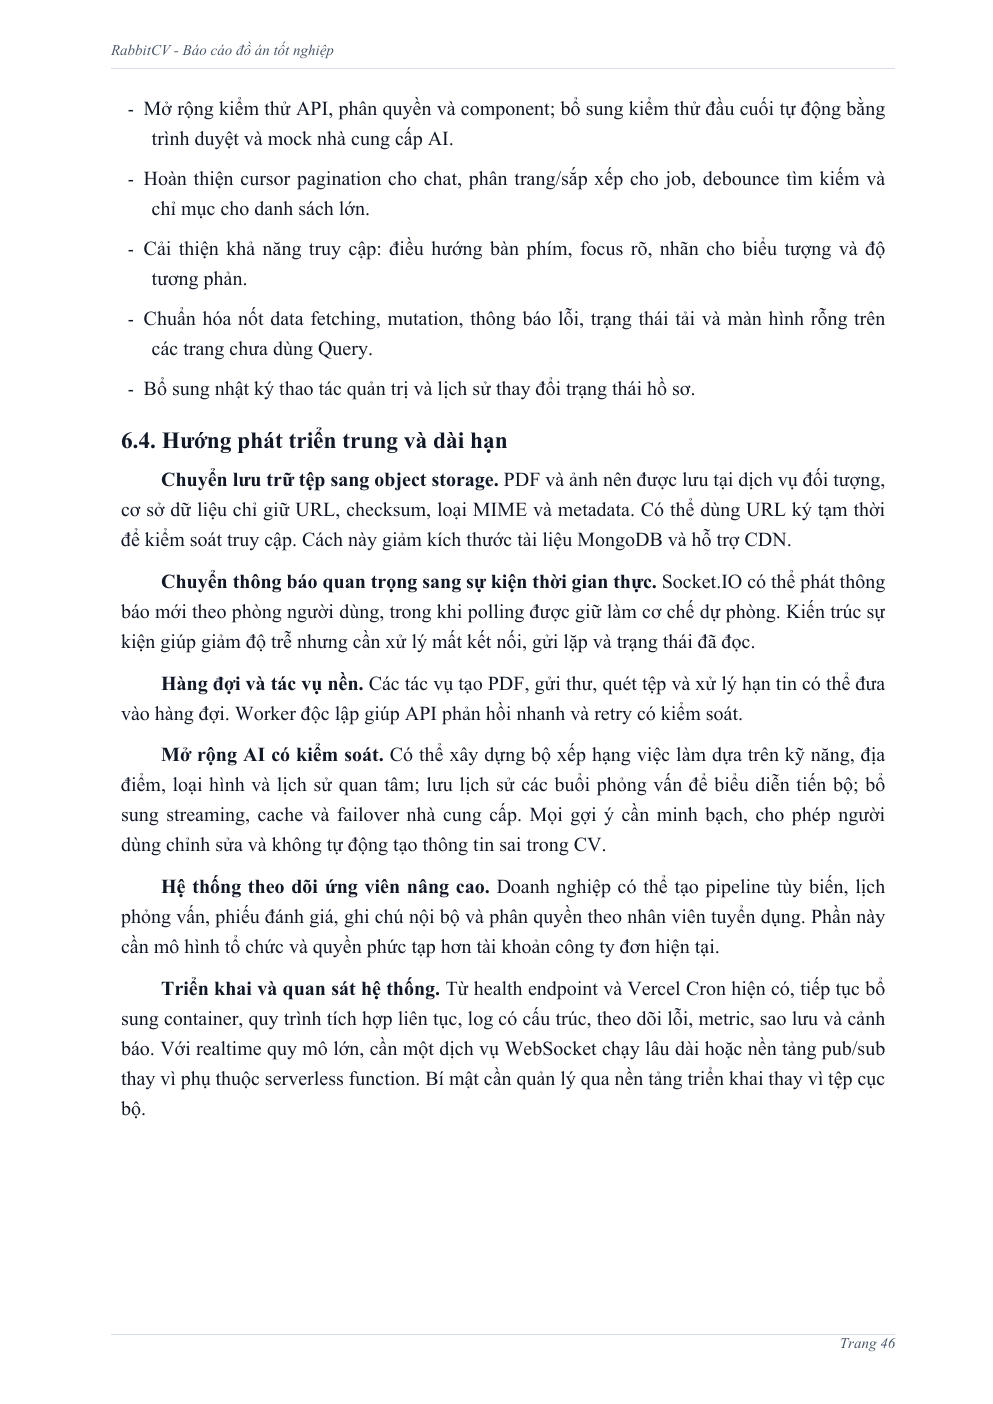 RabbitCV - Báo cáo đồ án tốt nghiệp
- Mở rộng kiểm thử API, phân quyền và component; bổ sung kiểm thử đầu cuối tự động bằng
trình duyệt và mock nhà cung cấp AI.
- Hoàn thiện cursor pagination cho chat, phân trang/sắp xếp cho job, debounce tìm kiếm và
chỉ mục cho danh sách lớn.
- Cải thiện khả năng truy cập: điều hướng bàn phím, focus rõ, nhãn cho biểu tượng và độ
tương phản.
- Chuẩn hóa nốt data fetching, mutation, thông báo lỗi, trạng thái tải và màn hình rỗng trên
các trang chưa dùng Query.
- Bổ sung nhật ký thao tác quản trị và lịch sử thay đổi trạng thái hồ sơ.
6.4. Hướng phát triển trung và dài hạn
Chuyển lưu trữ tệp sang object storage. PDF và ảnh nên được lưu tại dịch vụ đối tượng,
cơ sở dữ liệu chỉ giữ URL, checksum, loại MIME và metadata. Có thể dùng URL ký tạm thời
để kiểm soát truy cập. Cách này giảm kích thước tài liệu MongoDB và hỗ trợ CDN.
Chuyển thông báo quan trọng sang sự kiện thời gian thực. Socket.IO có thể phát thông
báo mới theo phòng người dùng, trong khi polling được giữ làm cơ chế dự phòng. Kiến trúc sự
kiện giúp giảm độ trễ nhưng cần xử lý mất kết nối, gửi lặp và trạng thái đã đọc.
Hàng đợi và tác vụ nền. Các tác vụ tạo PDF, gửi thư, quét tệp và xử lý hạn tin có thể đưa
vào hàng đợi. Worker độc lập giúp API phản hồi nhanh và retry có kiểm soát.
Mở rộng AI có kiểm soát. Có thể xây dựng bộ xếp hạng việc làm dựa trên kỹ năng, địa
điểm, loại hình và lịch sử quan tâm; lưu lịch sử các buổi phỏng vấn để biểu diễn tiến bộ; bổ
sung streaming, cache và failover nhà cung cấp. Mọi gợi ý cần minh bạch, cho phép người
dùng chỉnh sửa và không tự động tạo thông tin sai trong CV.
Hệ thống theo dõi ứng viên nâng cao. Doanh nghiệp có thể tạo pipeline tùy biến, lịch
phỏng vấn, phiếu đánh giá, ghi chú nội bộ và phân quyền theo nhân viên tuyển dụng. Phần này
cần mô hình tổ chức và quyền phức tạp hơn tài khoản công ty đơn hiện tại.
Triển khai và quan sát hệ thống. Từ health endpoint và Vercel Cron hiện có, tiếp tục bổ
sung container, quy trình tích hợp liên tục, log có cấu trúc, theo dõi lỗi, metric, sao lưu và cảnh
báo. Với realtime quy mô lớn, cần một dịch vụ WebSocket chạy lâu dài hoặc nền tảng pub/sub
thay vì phụ thuộc serverless function. Bí mật cần quản lý qua nền tảng triển khai thay vì tệp cục
bộ.
Trang 46